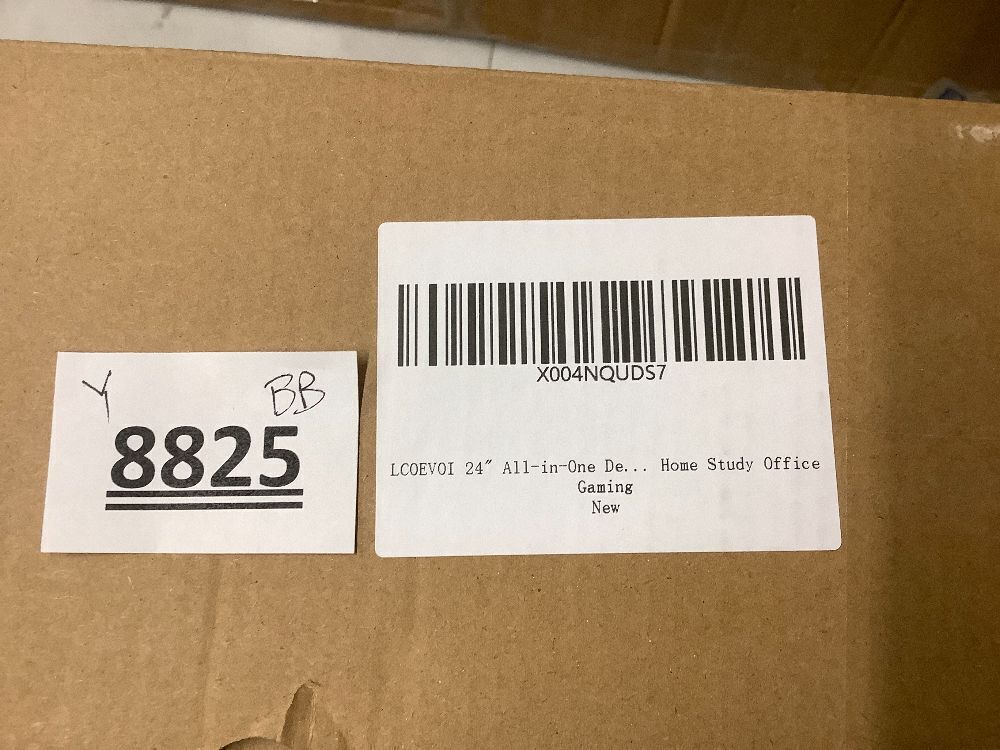 Y BB
8825
X004NQUDS7
LCOEVOI 24″ All-in-One De... Home Study Office
Gaming
New